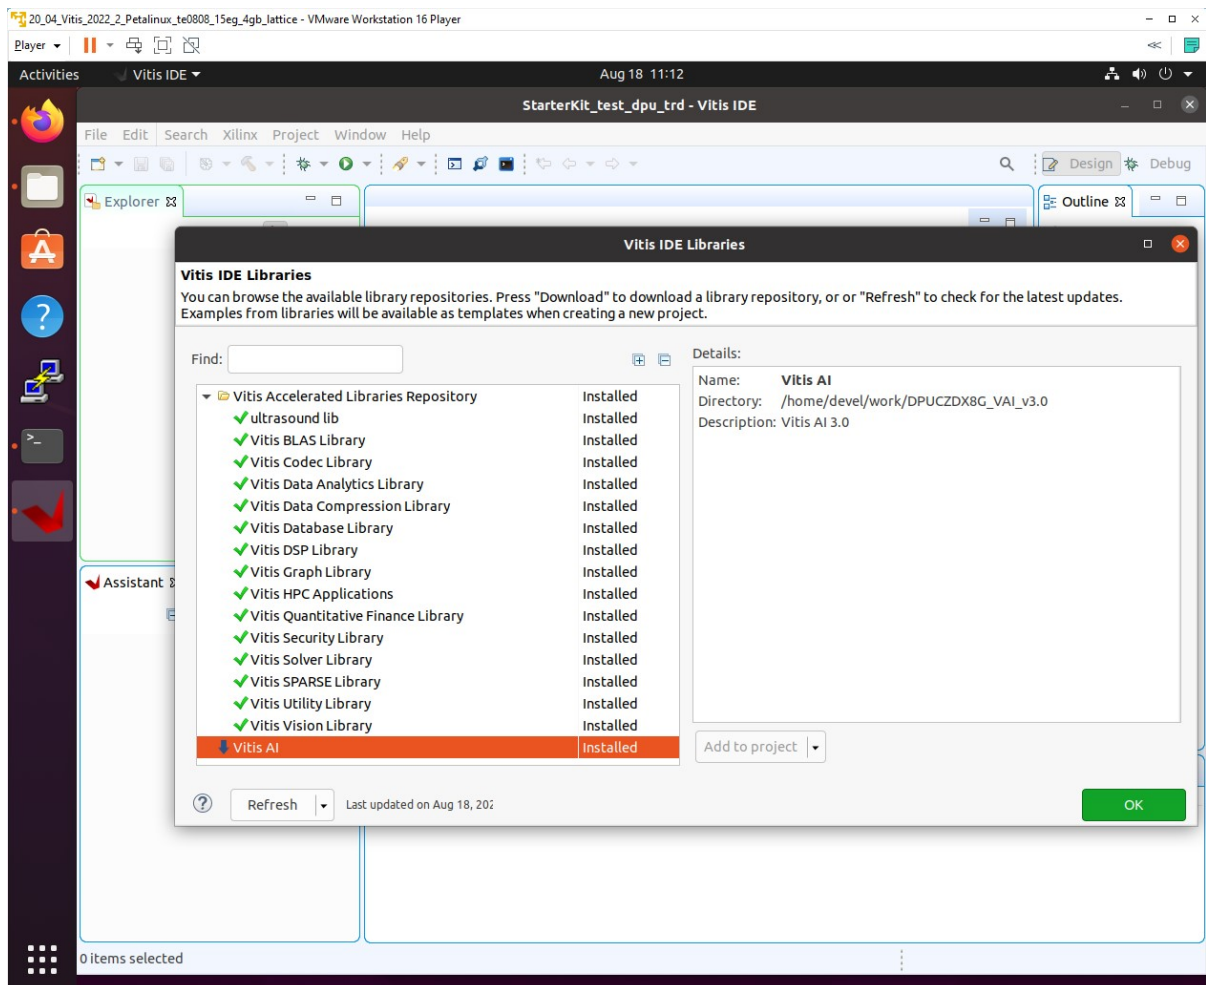 20_04_Vitis_2022_2_Petalinux_te0808_15eg_4gb_lattice - VMware Workstation 16 Player
Player
Activities Vitis IDE Aug 18 11:12
StarterKit_test_dpu_trd - Vitis IDE
File Edit Search Xilinx Project Window Help
Design Debug
Explorer
Outline
Vitis IDE Libraries
Vitis IDE Libraries
You can browse the available library repositories. Press "Download" to download a library repository, or or "Refresh" to check for the latest updates.
Examples from libraries will be available as templates when creating a new project.
Find:
Vitis Accelerated Libraries Repository Installed
ultrasound lib Installed
Vitis BLAS Library Installed
Vitis Codec Library Installed
Vitis Data Analytics Library Installed
Vitis Data Compression Library Installed
Vitis Database Library Installed
Vitis DSP Library Installed
Vitis Graph Library Installed
Vitis HPC Applications Installed
Vitis Quantitative Finance Library Installed
Vitis Security Library Installed
Vitis Solver Library Installed
Vitis SPARSE Library Installed
Vitis Utility Library Installed
Vitis Vision Library Installed
Vitis AI Installed
Details:
Name: Vitis AI
Directory: /home/devel/work/DPUCZDX8G_VAI_v3.0
Description: Vitis AI 3.0
Add to project
Refresh Last updated on Aug 18, 202
OK
Assistant
0 items selected